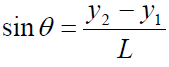 sin θ = (y₂ − y₁) / L